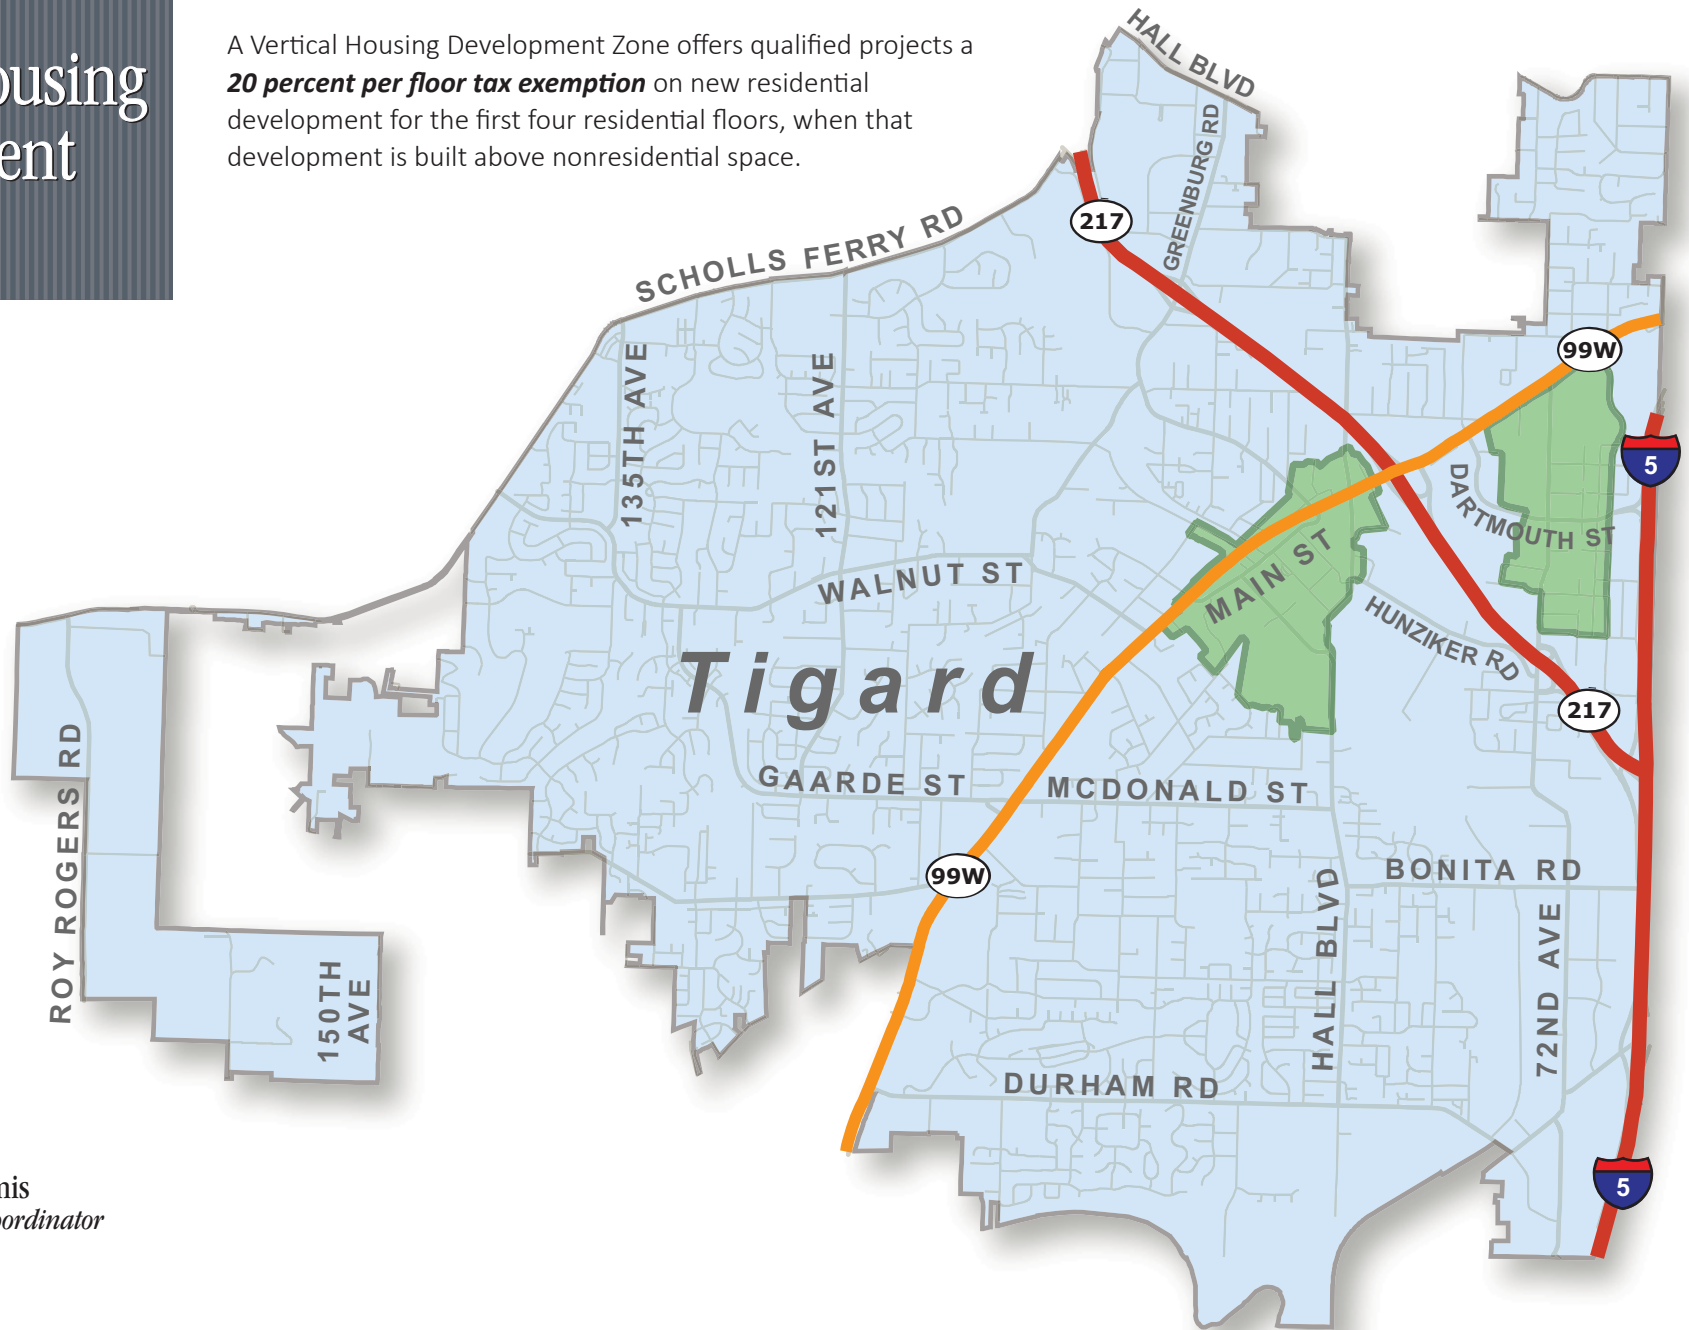 ousing
ent
A Vertical Housing Development Zone offers qualified projects a
20 percent per floor tax exemption on new residential
development for the first four residential floors, when that
development is built above nonresidential space.
HALL BLVD
GREENBURG RD
217
SCHOLLS FERRY RD
99W
135TH AVE
121ST AVE
5
DARTMOUTH ST
MAIN ST
WALNUT ST
HUNZIKER RD
Tigard
217
ROY ROGERS RD
GAARDE ST
MCDONALD ST
99W
BONITA RD
HALL BLVD
72ND AVE
150TH
AVE
DURHAM RD
5
nis
oordinator